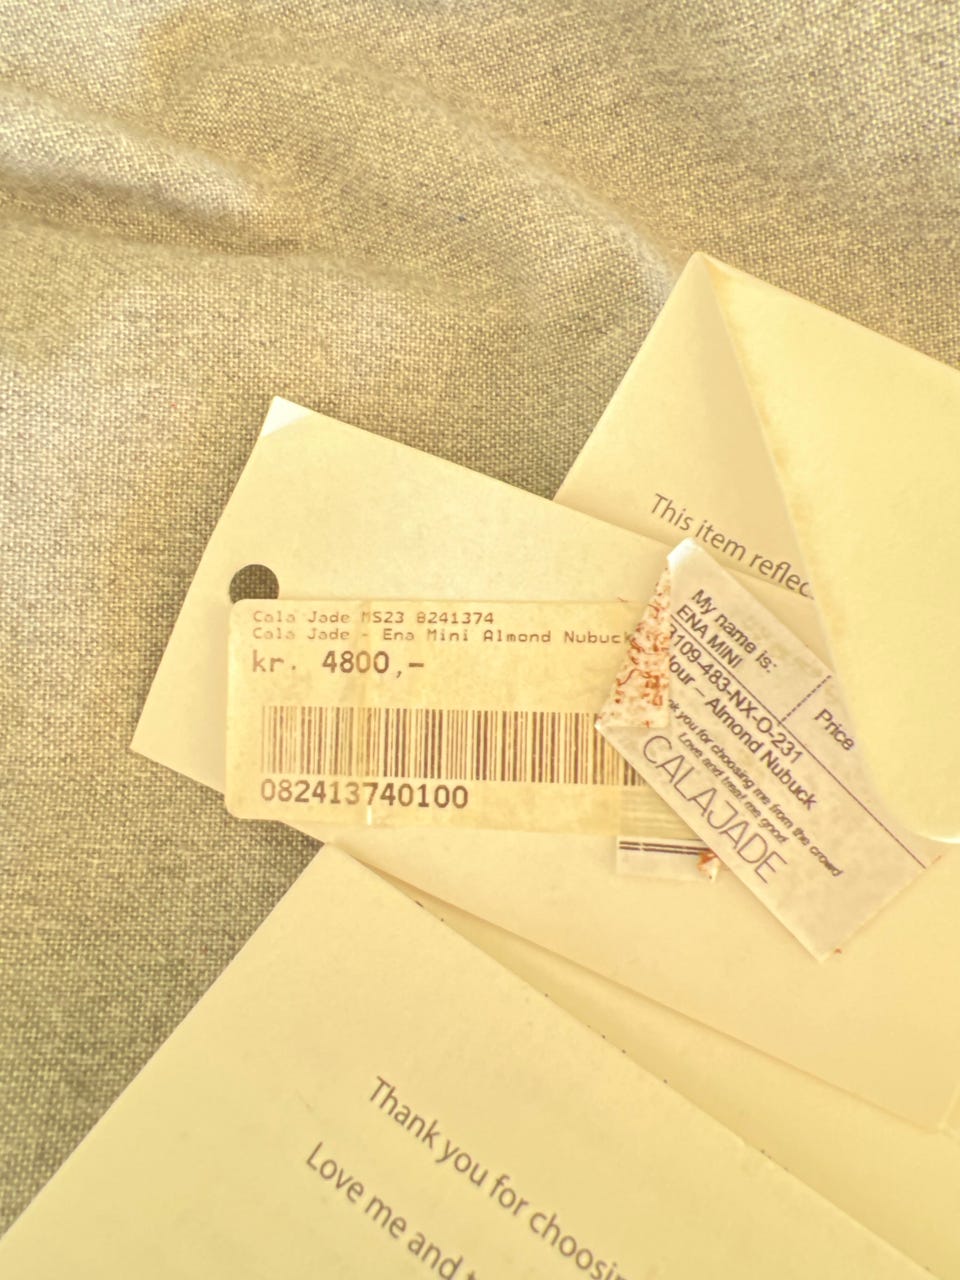 This item reflec
Cala Jade MS23 8241374
Cala Jade - Ena Mini Almond Nubuck
kr. 4800,-
082413740100
My name is:
ENA MINI
Price
109-483-NX-O-231
our – Almond Nubuck
you for choosing me from the crowd
Love and treat me good
CALAJADE
Thank you for choosin
Love me and t